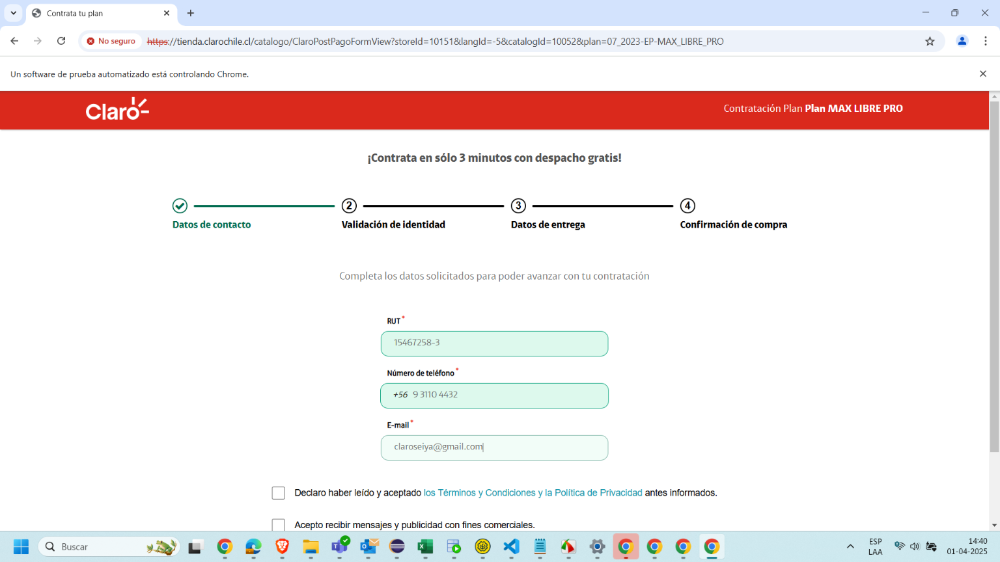 Contrata tu plan
No seguro
https://tienda.clarochile.cl/catalogo/ClaroPostPagoFormView?storeId=10151&langId=-5&catalogId=10052&plan=07_2023-EP-MAX_LIBRE_PRO
Un software de prueba automatizado está controlando Chrome.
Claro
Contratación Plan Plan MAX LIBRE PRO
¡Contrata en sólo 3 minutos con despacho gratis!
2 3 4
Datos de contacto Validación de identidad Datos de entrega Confirmación de compra
Completa los datos solicitados para poder avanzar con tu contratación
RUT*
15467258-3
Número de teléfono*
+56 9 3110 4432
E-mail*
claroseiya@gmail.com
Declaro haber leído y aceptado los Términos y Condiciones y la Política de Privacidad antes informados.
Acepto recibir mensajes y publicidad con fines comerciales.
Buscar
ESP
LAA
14:40
01-04-2025